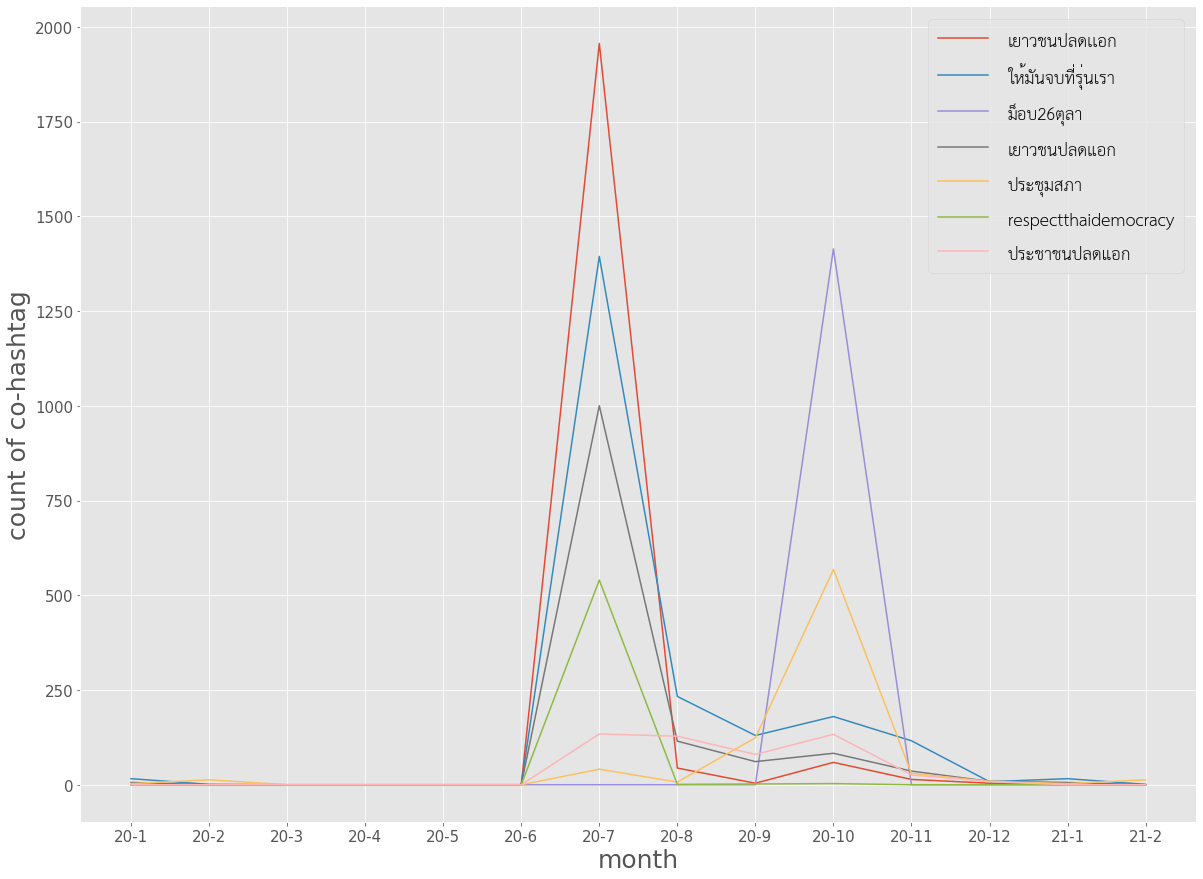 2000
1750
1500
1250
1000
750
500
250
0
count of co-hashtag
เยาวชนปลดเเอก
ให้มันจบที่รุ่นเรา
ม็อบ26ตุลา
เยาวชนปลดแอก
ประชุมสภา
respectthaidemocracy
ประชาชนปลดแอก
20-1 20-2 20-3 20-4 20-5 20-6 20-7 20-8 20-9 20-10 20-11 20-12 21-1 21-2
month